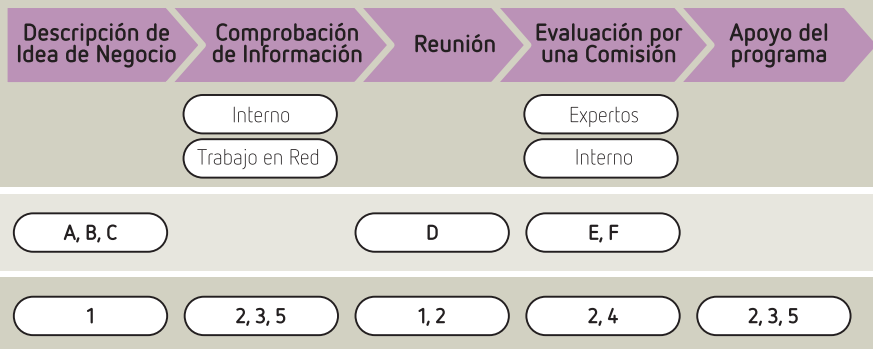 Descripción de
Idea de Negocio
Comprobación
de Información
Reunión
Evaluación por
una Comisión
Apoyo del
programa
Interno
Trabajo en Red
Expertos
Interno
A, B, C
D
E, F
1
2, 3, 5
1, 2
2, 4
2, 3, 5